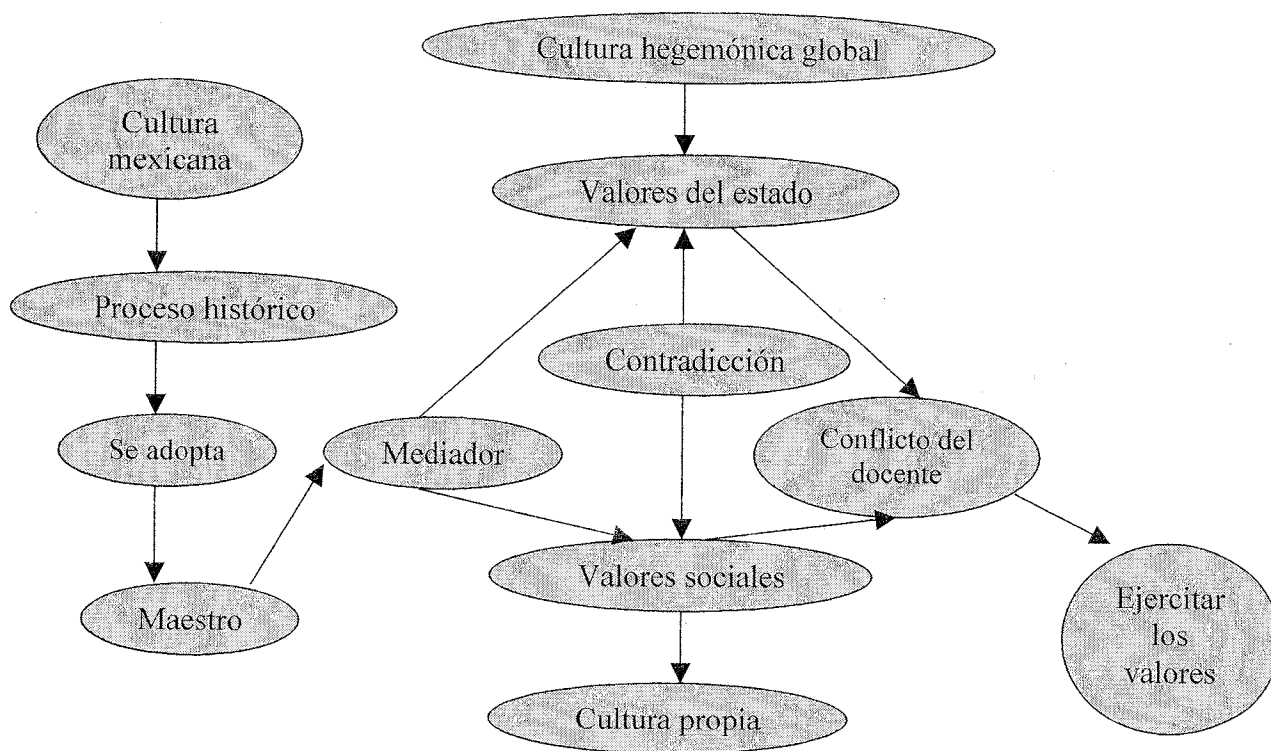 Cultura hegemónica global
Cultura
mexicana
Valores del estado
Proceso histórico
Contradicción
Se adopta
Mediador
Conflicto del
docente
Valores sociales
Maestro
Ejercitar
los
valores
Cultura propia